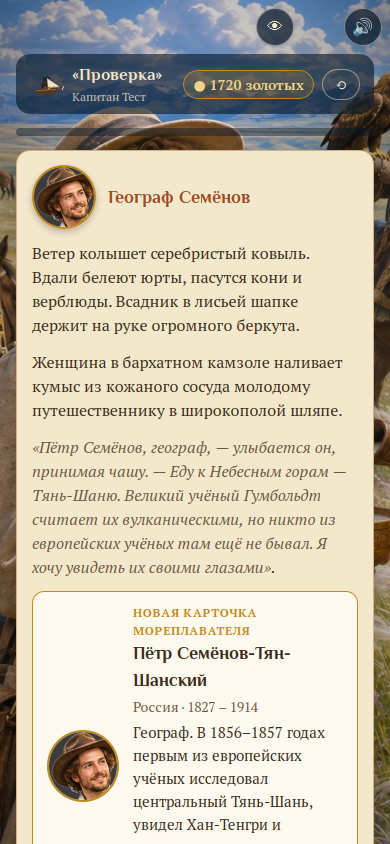 «Проверка»
Капитан Тест
1720 золотых
Географ Семёнов
Ветер колышет серебристый ковыль.
Вдали белеют юрты, пасутся кони и
верблюды. Всадник в лисьей шапке
держит на руке огромного беркута.
Женщина в бархатном камзоле наливает
кумыс из кожаного сосуда молодому
путешественнику в широкополой шляпе.
«Пётр Семёнов, географ, — улыбается он,
принимая чашу. — Еду к Небесным горам —
Тянь-Шаню. Великий учёный Гумбольдт
считает их вулканическими, но никто из
европейских учёных там ещё не бывал. Я
хочу увидеть их своими глазами».
НОВАЯ КАРТОЧКА
МОРЕПЛАВАТЕЛЯ
Пётр Семёнов-Тян-
Шанский
Россия · 1827 – 1914
Географ. В 1856–1857 годах
первым из европейских
учёных исследовал
центральный Тянь-Шань,
увидел Хан-Тенгри и